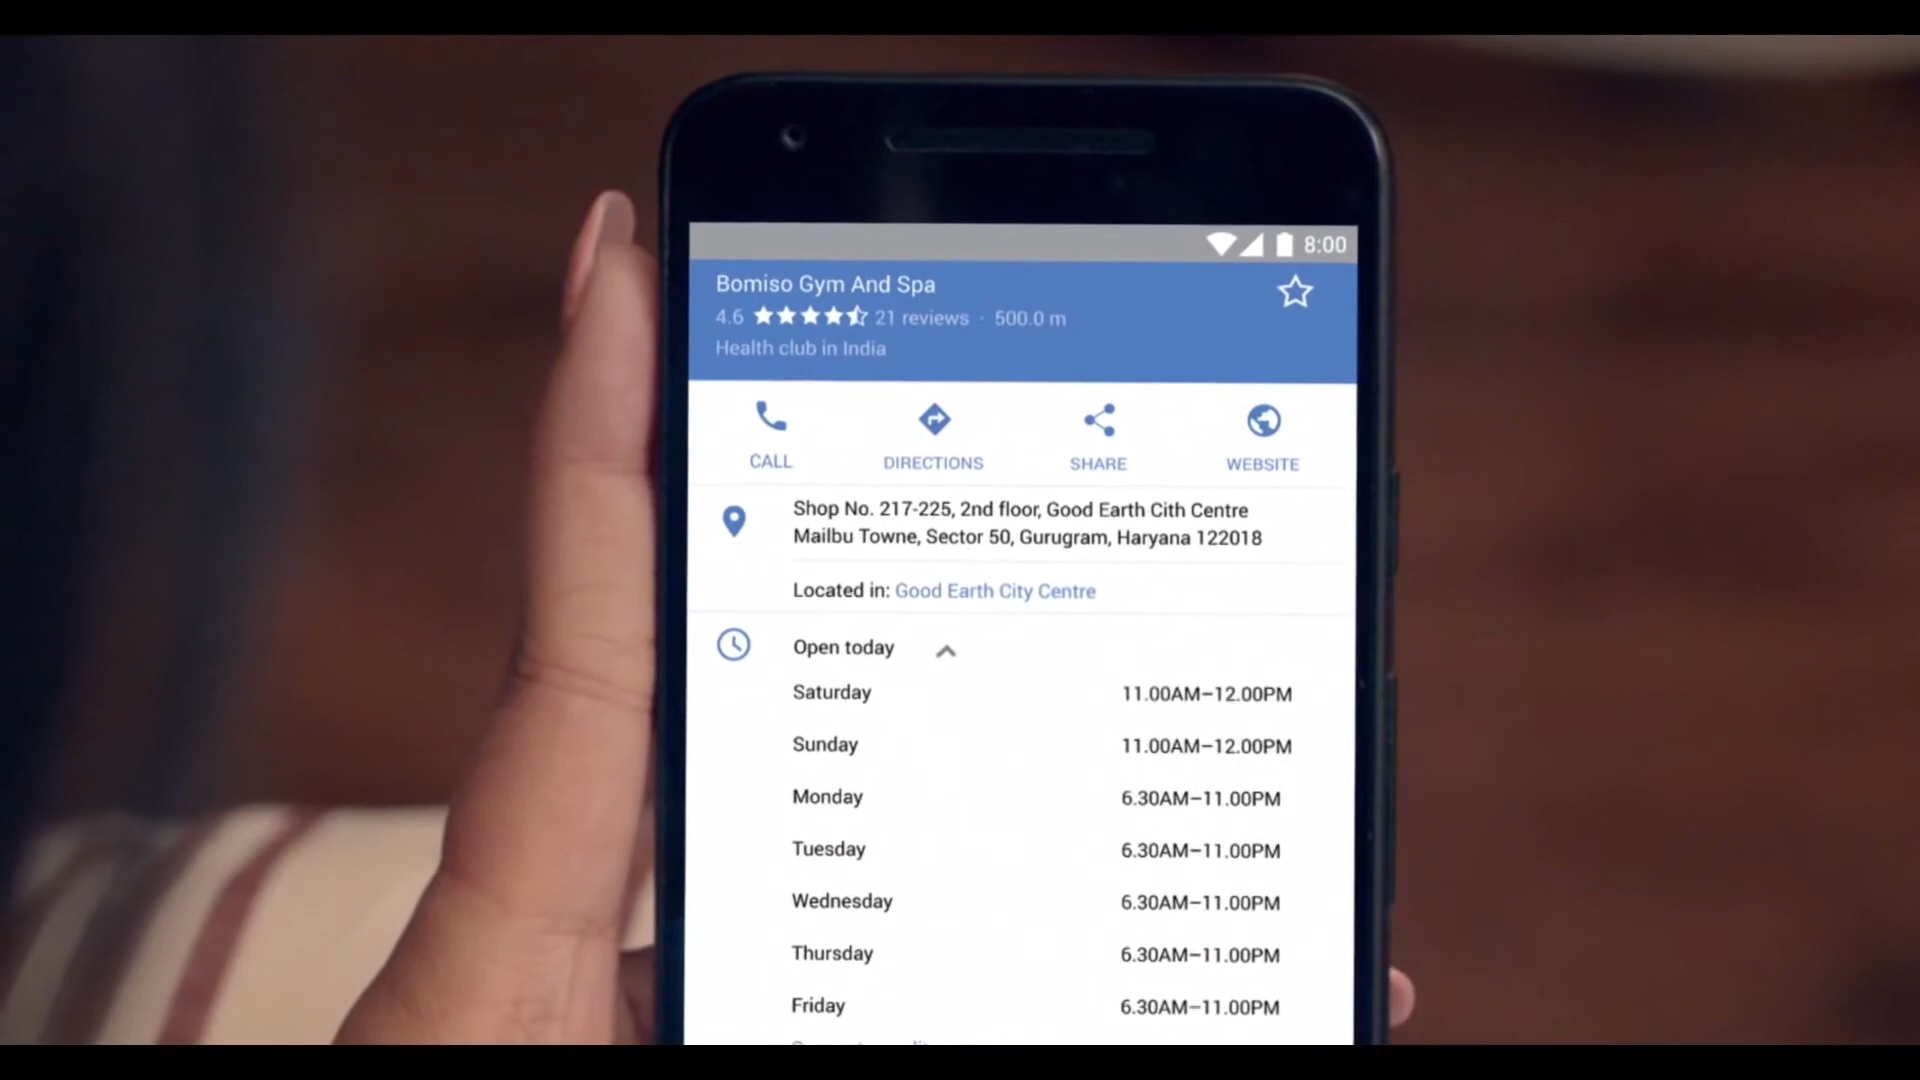 8:00
Bomiso Gym And Spa
4.6 21 reviews · 500.0 m
Health club in India
CALL DIRECTIONS SHARE WEBSITE
Shop No. 217-225, 2nd floor, Good Earth Cith Centre
Mailbu Towne, Sector 50, Gurugram, Haryana 122018
Located in: Good Earth City Centre
Open today
Saturday 11.00AM–12.00PM
Sunday 11.00AM–12.00PM
Monday 6.30AM–11.00PM
Tuesday 6.30AM–11.00PM
Wednesday 6.30AM–11.00PM
Thursday 6.30AM–11.00PM
Friday 6.30AM–11.00PM